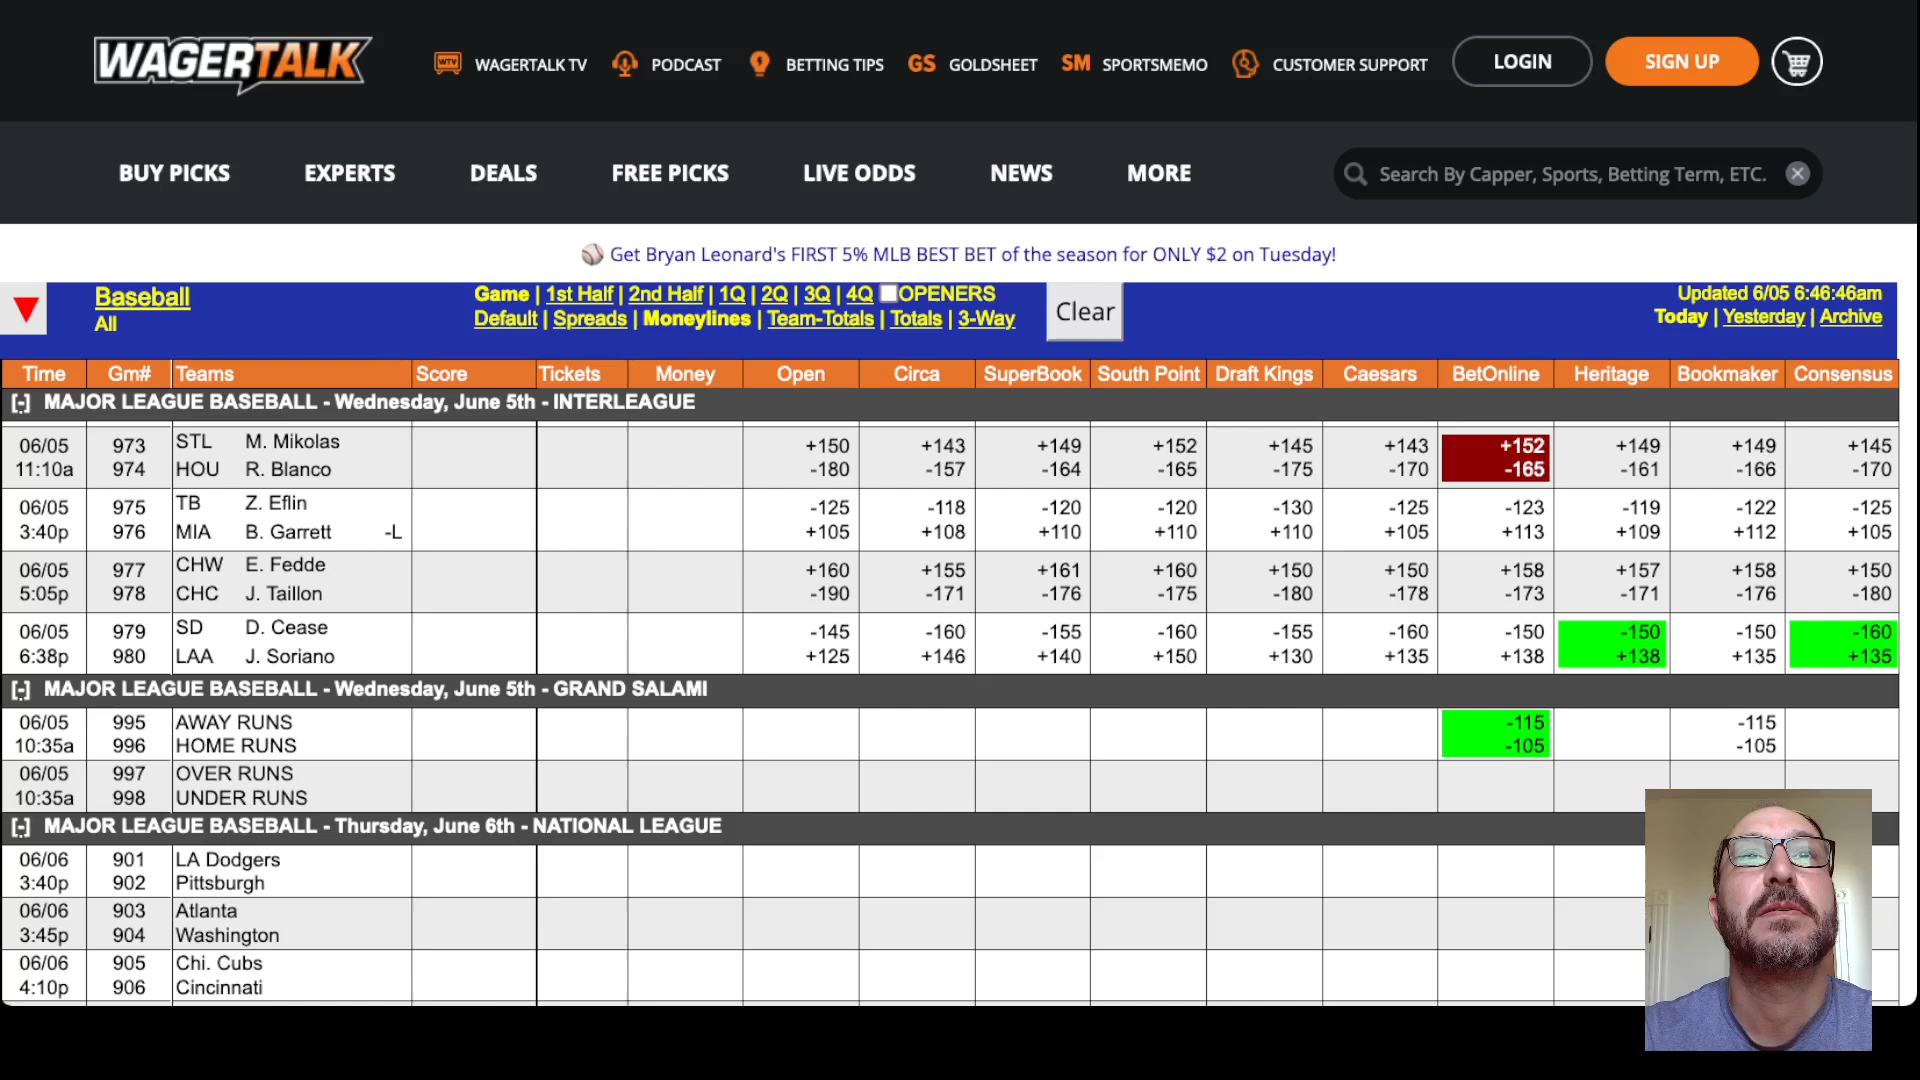 WAGERTALK
WTV WAGERTALK TV PODCAST BETTING TIPS GS GOLDSHEET SM SPORTSMEMO CUSTOMER SUPPORT LOGIN SIGN UP
BUY PICKS EXPERTS DEALS FREE PICKS LIVE ODDS NEWS MORE Search By Capper, Sports, Betting Term, ETC.
Get Bryan Leonard's FIRST 5% MLB BEST BET of the season for ONLY $2 on Tuesday!
Baseball Game | 1st Half | 2nd Half | 1Q | 2Q | 3Q | 4Q OPENERS Clear Updated 6/05 6:46:46am
All Default | Spreads | Moneylines | Team-Totals | Totals | 3-Way Today | Yesterday | Archive
Time Gm# Teams Score Tickets Money Open Circa SuperBook South Point Draft Kings Caesars BetOnline Heritage Bookmaker Consensus
[-] MAJOR LEAGUE BASEBALL - Wednesday, June 5th - INTERLEAGUE
06/05 973 STL M. Mikolas +150 +143 +149 +152 +145 +143 +152 +149 +149 +145
11:10a 974 HOU R. Blanco -180 -157 -164 -165 -175 -170 -165 -161 -166 -170
06/05 975 TB Z. Eflin -125 -118 -120 -120 -130 -125 -123 -119 -122 -125
3:40p 976 MIA B. Garrett -L +105 +108 +110 +110 +110 +105 +113 +109 +112 +105
06/05 977 CHW E. Fedde +160 +155 +161 +160 +150 +150 +158 +157 +158 +150
5:05p 978 CHC J. Taillon -190 -171 -176 -175 -180 -178 -173 -171 -176 -180
06/05 979 SD D. Cease -145 -160 -155 -160 -155 -160 -150 -150 -150 -160
6:38p 980 LAA J. Soriano +125 +146 +140 +150 +130 +135 +138 +138 +135 +135
[-] MAJOR LEAGUE BASEBALL - Wednesday, June 5th - GRAND SALAMI
06/05 995 AWAY RUNS -115 -115
10:35a 996 HOME RUNS -105 -105
06/05 997 OVER RUNS
10:35a 998 UNDER RUNS
[-] MAJOR LEAGUE BASEBALL - Thursday, June 6th - NATIONAL LEAGUE
06/06 901 LA Dodgers
3:40p 902 Pittsburgh
06/06 903 Atlanta
3:45p 904 Washington
06/06 905 Chi. Cubs
4:10p 906 Cincinnati